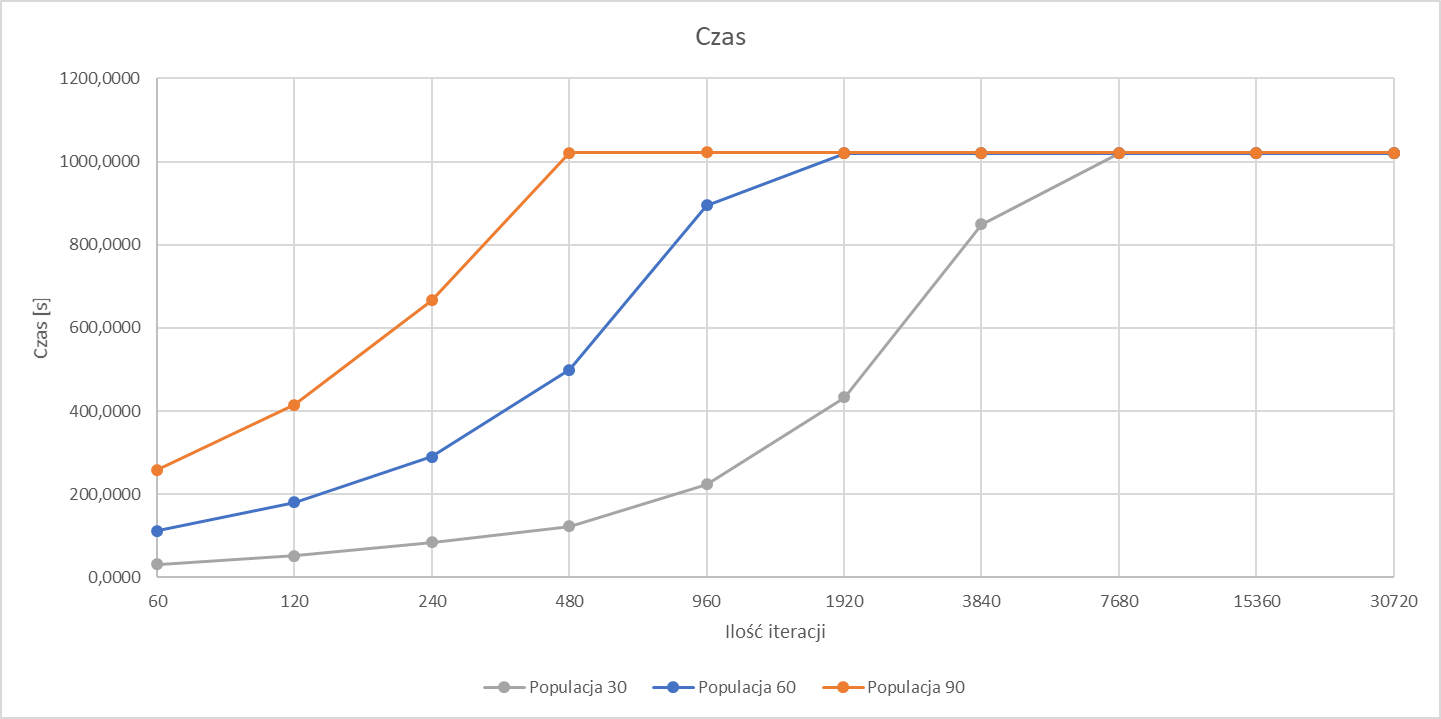 Czas
1200,0000
1000,0000
800,0000
600,0000
400,0000
200,0000
0,0000
Czas [s]
60 120 240 480 960 1920 3840 7680 15360 30720
Ilość iteracji
Populacja 30 Populacja 60 Populacja 90